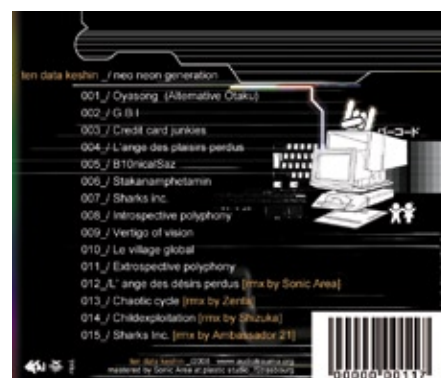 ten data keshin _/ neo neon generation
001_/ Oyasong (Alternative Otaku)
002_/ G.B.I
003_/ Credit card junkies
004_/ L'ange des plaisirs perdus
005_/ B10nicalSaz
006_/ Stakanamphetamin
007_/ Sharks inc.
008_/ Introspective polyphony
009_/ Vertigo of vision
010_/ Le village global
011_/ Extrospective polyphony
012_/L' ange des désirs perdus [rmx by Sonic Area]
013_/ Chaotic cycle [rmx by Zenta]
014_/ Childexploitation [rmx by Shizuka]
015_/ Sharks Inc. [rmx by Ambassador 21]
バーコード
ten data keshin
mastered by Sonic Area at plastic studio